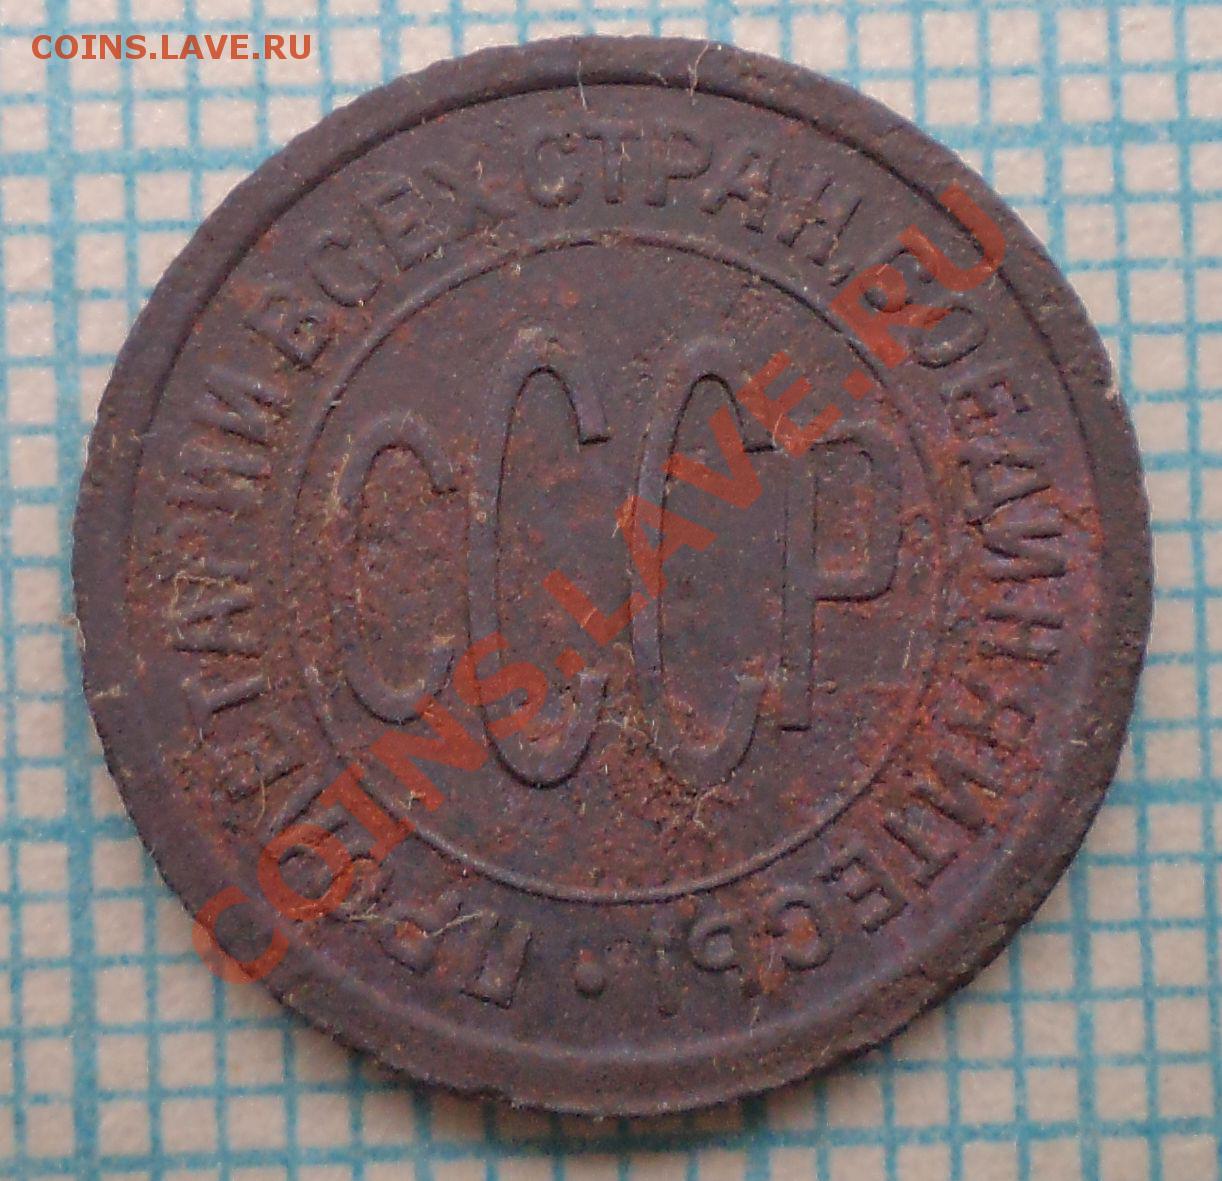 COINS.LAVE.RU
ПРОЛЕТАРИИ ВСЕХ СТРАН, СОЕДИНЯЙТЕСЬ! •
СССР
COINS.LAVE.RU